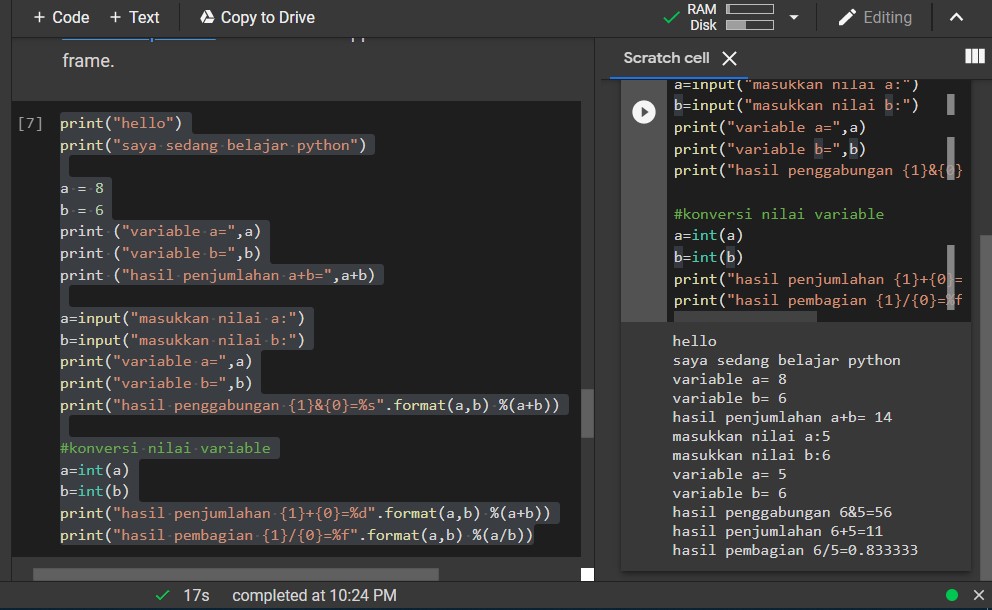 + Code + Text Copy to Drive
RAM
Disk
Editing
frame.
[7]
print("hello")
print("saya sedang belajar python")
a = 8
b = 6
print ("variable a=",a)
print ("variable b=",b)
print ("hasil penjumlahan a+b=",a+b)
a=input("masukkan nilai a:")
b=input("masukkan nilai b:")
print("variable a=",a)
print("variable b=",b)
print("hasil penggabungan {1}&{0}=%s".format(a,b) %(a+b))
#konversi nilai variable
a=int(a)
b=int(b)
print("hasil penjumlahan {1}+{0}=%d".format(a,b) %(a+b))
print("hasil pembagian {1}/{0}=%f".format(a,b) %(a/b))
Scratch cell
a=input("masukkan nilai a:")
b=input("masukkan nilai b:")
print("variable a=",a)
print("variable b=",b)
print("hasil penggabungan {1}&{0}
#konversi nilai variable
a=int(a)
b=int(b)
print("hasil penjumlahan {1}+{0}=
print("hasil pembagian {1}/{0}=%f
hello
saya sedang belajar python
variable a= 8
variable b= 6
hasil penjumlahan a+b= 14
masukkan nilai a:5
masukkan nilai b:6
variable a= 5
variable b= 6
hasil penggabungan 6&5=56
hasil penjumlahan 6+5=11
hasil pembagian 6/5=0.833333
17s completed at 10:24 PM